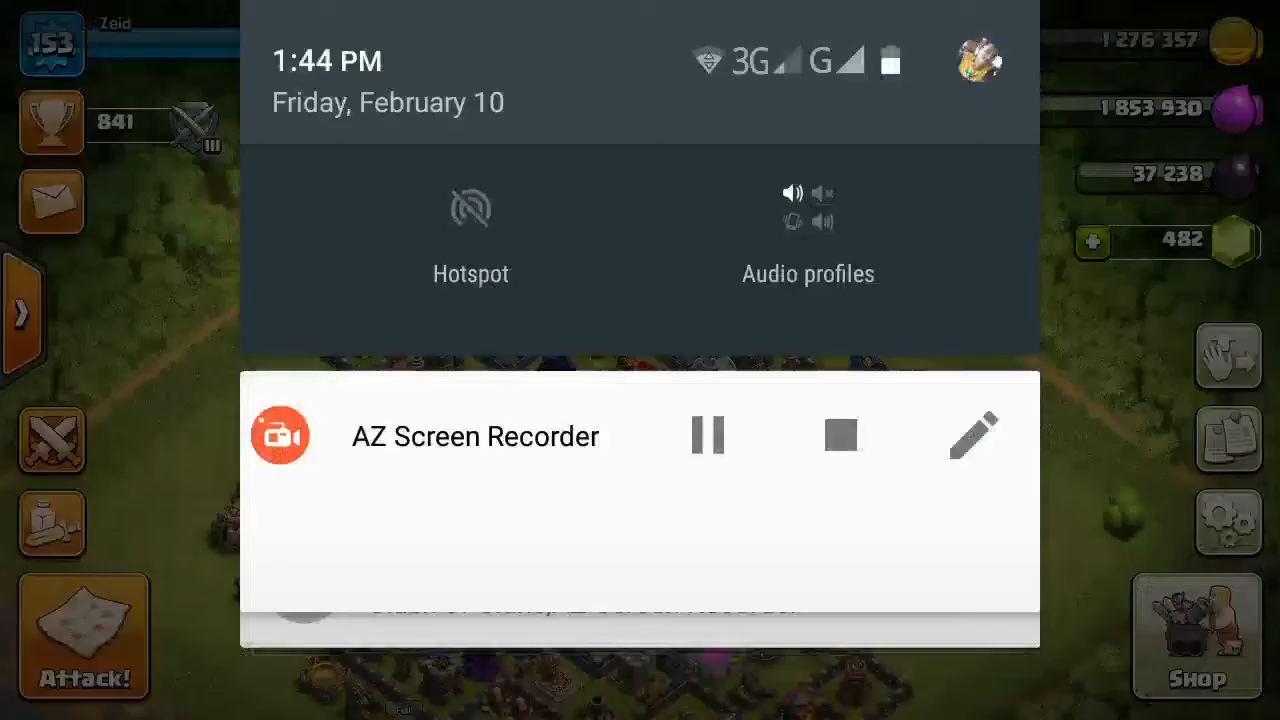 153
Zeid
841
III
1:44 PM
3G
G
Friday, February 10
1 276 357
1 853 930
37 238
482
Hotspot
Audio profiles
AZ Screen Recorder
Attack!
Shop